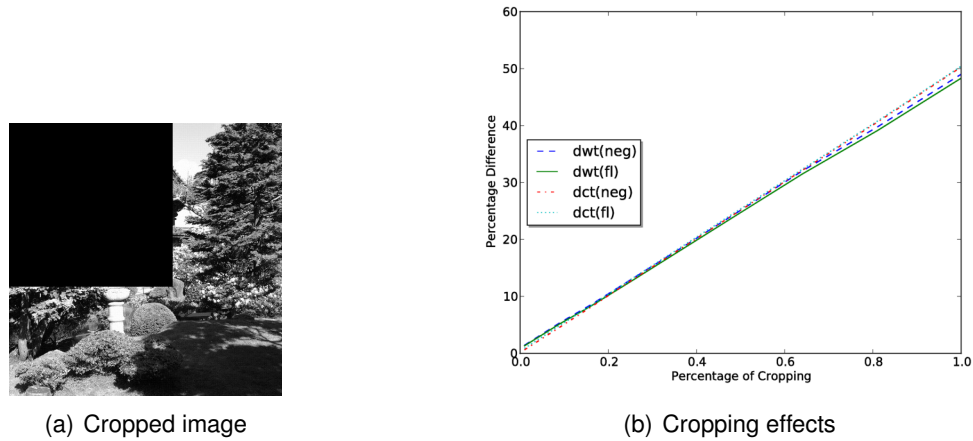 60
50
40
30
20
10
0
Percentage Difference
dwt(neg)
dwt(fl)
dct(neg)
dct(fl)
0.0 0.2 0.4 0.6 0.8 1.0
Percentage of Cropping
(a) Cropped image
(b) Cropping effects